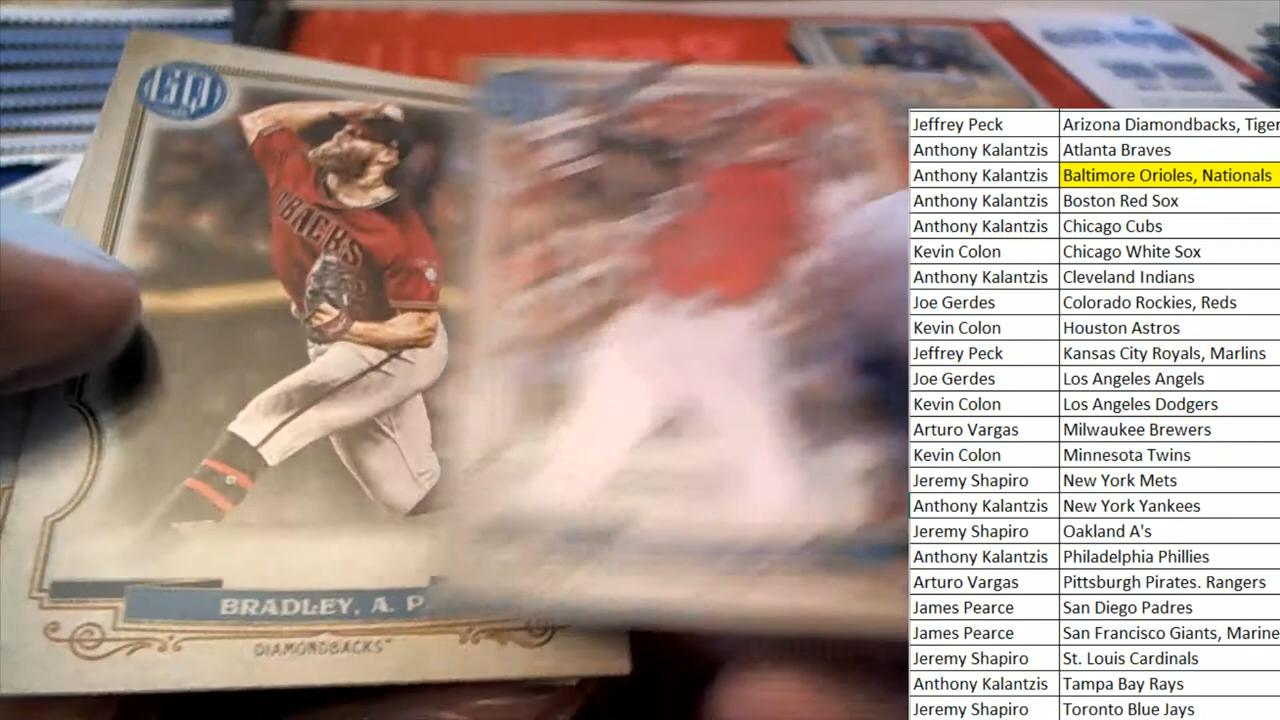 GQ
DBACKS
BRADLEY, A. P
DIAMONDBACKS
Jeffrey Peck Arizona Diamondbacks, Tiger
Anthony Kalantzis Atlanta Braves
Anthony Kalantzis Baltimore Orioles, Nationals
Anthony Kalantzis Boston Red Sox
Anthony Kalantzis Chicago Cubs
Kevin Colon Chicago White Sox
Anthony Kalantzis Cleveland Indians
Joe Gerdes Colorado Rockies, Reds
Kevin Colon Houston Astros
Jeffrey Peck Kansas City Royals, Marlins
Joe Gerdes Los Angeles Angels
Kevin Colon Los Angeles Dodgers
Arturo Vargas Milwaukee Brewers
Kevin Colon Minnesota Twins
Jeremy Shapiro New York Mets
Anthony Kalantzis New York Yankees
Jeremy Shapiro Oakland A's
Anthony Kalantzis Philadelphia Phillies
Arturo Vargas Pittsburgh Pirates. Rangers
James Pearce San Diego Padres
James Pearce San Francisco Giants, Marine
Jeremy Shapiro St. Louis Cardinals
Anthony Kalantzis Tampa Bay Rays
Jeremy Shapiro Toronto Blue Jays